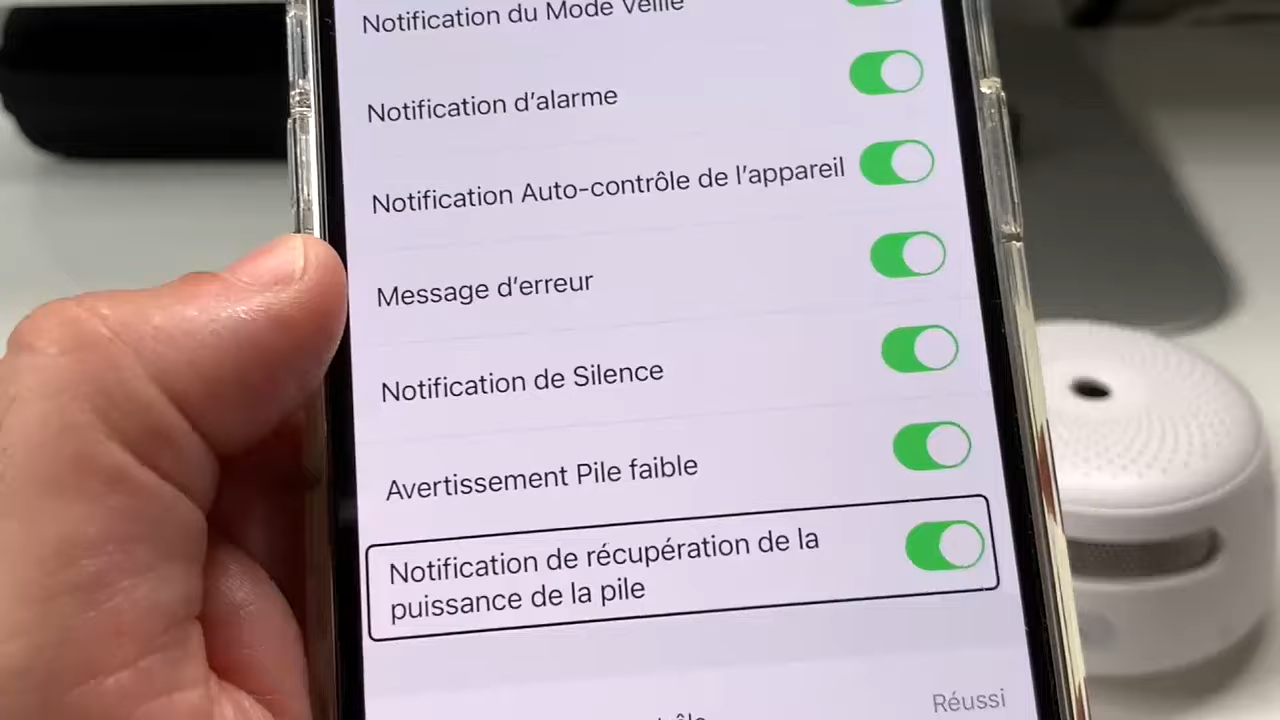 Notification du Mode Veille
Notification d'alarme
Notification Auto-contrôle de l'appareil
Message d'erreur
Notification de Silence
Avertissement Pile faible
Notification de récupération de la
puissance de la pile
Réussi